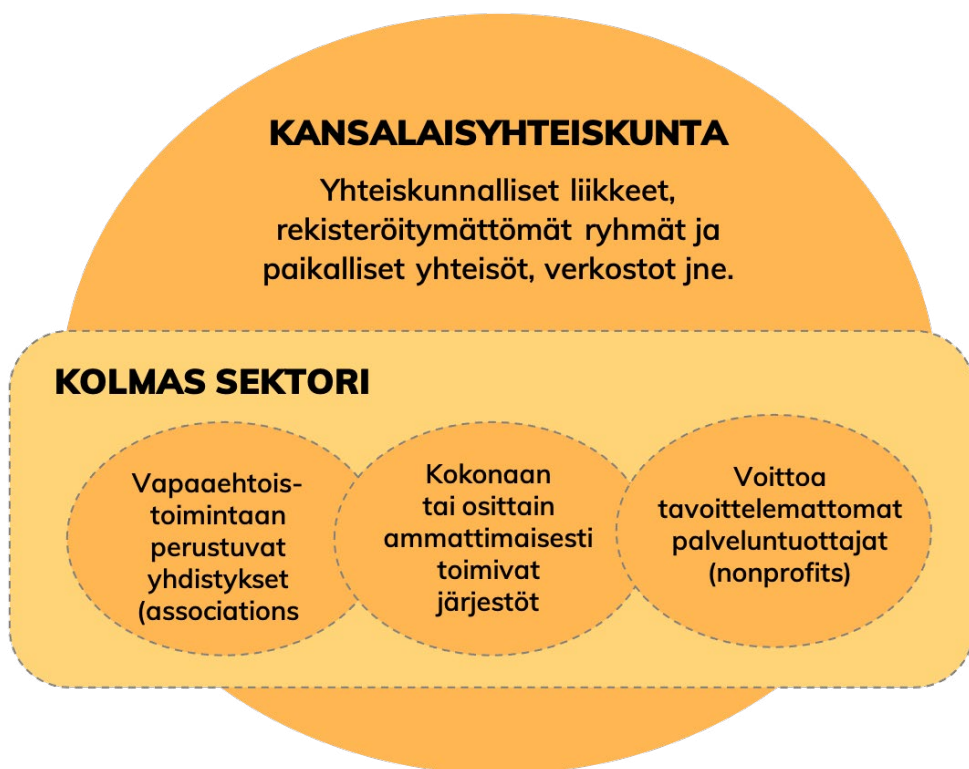 KANSALAISYHTEISKUNTA
Yhteiskunnalliset liikkeet,
rekisteröitymättömät ryhmät ja
paikalliset yhteisöt, verkostot jne.
KOLMAS SEKTORI
Vapaaehtois-
toimintaan
perustuvat
yhdistykset
(associations
Kokonaan
tai osittain
ammattimaisesti
toimivat
järjestöt
Voittoa
tavoittelemattomat
palveluntuottajat
(nonprofits)